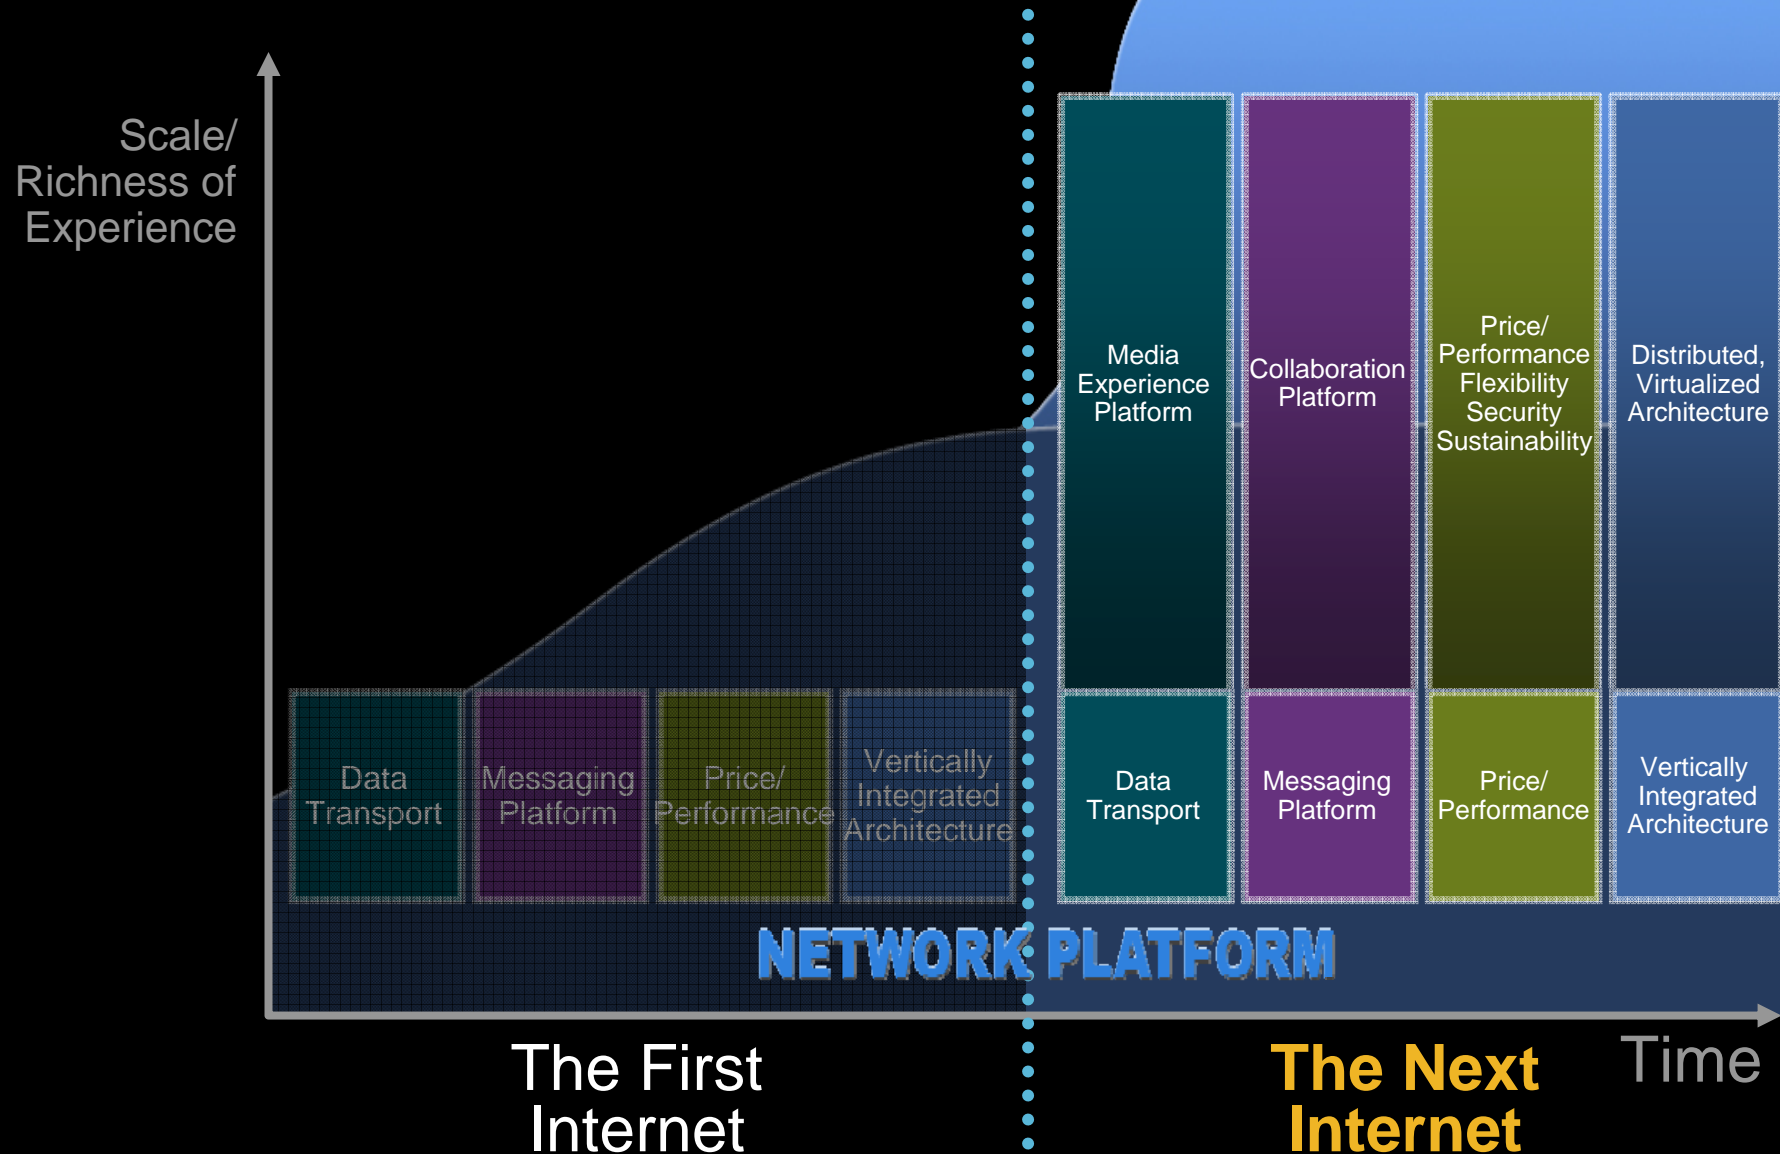 Scale/
Richness of
Experience
Media
Experience
Platform
Collaboration
Platform
Price/
Performance
Flexibility
Security
Sustainability
Distributed,
Virtualized
Architecture
Data
Transport
Messaging
Platform
Price/
Performance
Vertically
Integrated
Architecture
Data
Transport
Messaging
Platform
Price/
Performance
Vertically
Integrated
Architecture
NETWORK PLATFORM
The First
Internet
The Next
Internet
Time